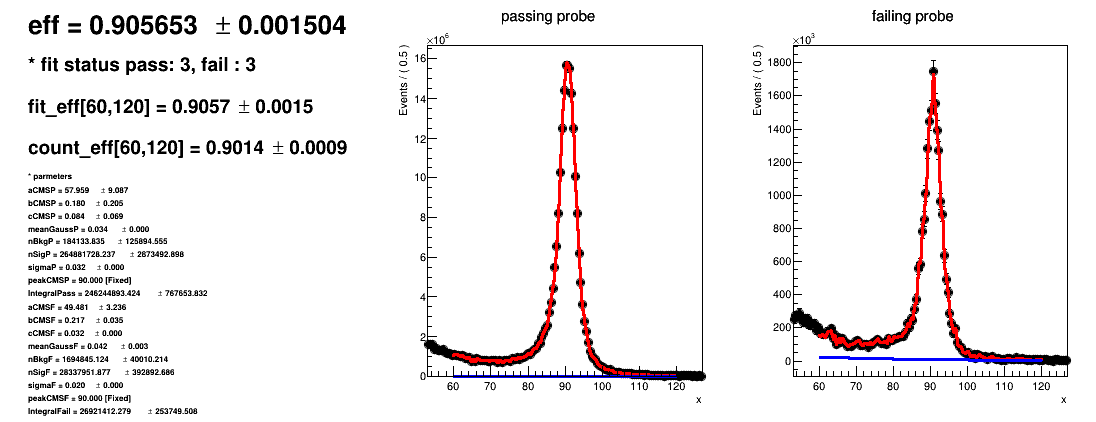 eff = 0.905653 ± 0.001504
* fit status pass: 3, fail : 3
fit_eff[60,120] = 0.9057 ± 0.0015
count_eff[60,120] = 0.9014 ± 0.0009
* parmeters
aCMSP = 57.959 ± 9.087
bCMSP = 0.180 ± 0.205
cCMSP = 0.084 ± 0.069
meanGaussP = 0.034 ± 0.000
nBkgP = 184133.835 ± 125894.555
nSigP = 264881728.237 ± 2873492.898
sigmaP = 0.032 ± 0.000
peakCMSP = 90.000 [Fixed]
IntegralPass = 246244893.424 ± 767653.832
aCMSF = 49.481 ± 3.236
bCMSF = 0.217 ± 0.035
cCMSF = 0.032 ± 0.000
meanGaussF = 0.042 ± 0.003
nBkgF = 1694845.124 ± 40010.214
nSigF = 28337951.877 ± 392892.686
sigmaF = 0.020 ± 0.000
peakCMSF = 90.000 [Fixed]
IntegralFail = 26921412.279 ± 253749.508
passing probe
×10⁶
Events / ( 0.5 )
16
14
12
10
8
6
4
2
0
60 70 80 90 100 110 120
x
failing probe
×10³
Events / ( 0.5 )
1800
1600
1400
1200
1000
800
600
400
200
0
60 70 80 90 100 110 120
x